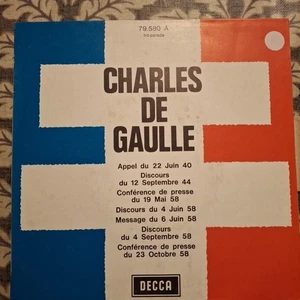 79.580 A
hit-parade
CHARLES
DE
GAULLE
Appel du 22 Juin 40
Discours
du 12 Septembre 44
Conférence de presse
du 19 Mai 58
Discours du 4 Juin 58
Message du 6 Juin 58
Discours
du 4 Septembre 58
Conférence de presse
du 23 Octobre 58
DECCA